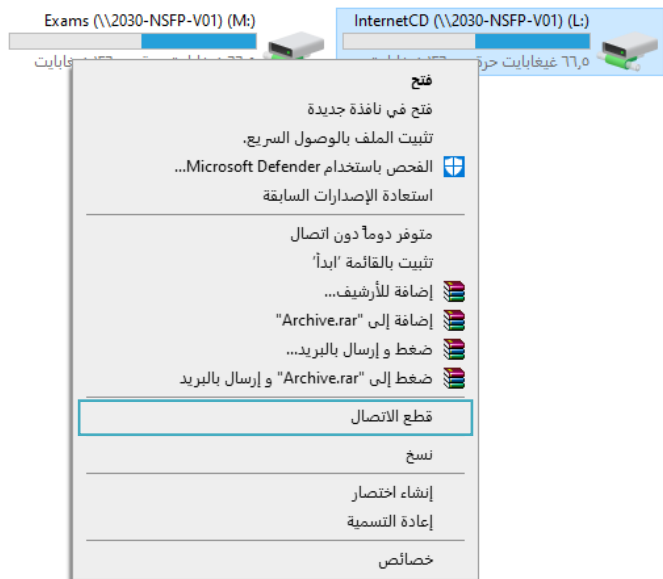 InternetCD (\\2030-NSFP-V01) (L:)
٦٦,٥ غيغابايت حرة
Exams (\\2030-NSFP-V01) (M:)
فتح
فتح في نافذة جديدة
تثبيت الملف بالوصول السريع.
الفحص باستخدام Microsoft Defender...
استعادة الإصدارات السابقة
متوفر دوماً دون اتصال
تثبيت بالقائمة 'ابدأ'
إضافة للأرشيف...
إضافة إلى "Archive.rar"
ضغط و إرسال بالبريد...
ضغط إلى "Archive.rar" و إرسال بالبريد
قطع الاتصال
نسخ
إنشاء اختصار
إعادة التسمية
خصائص